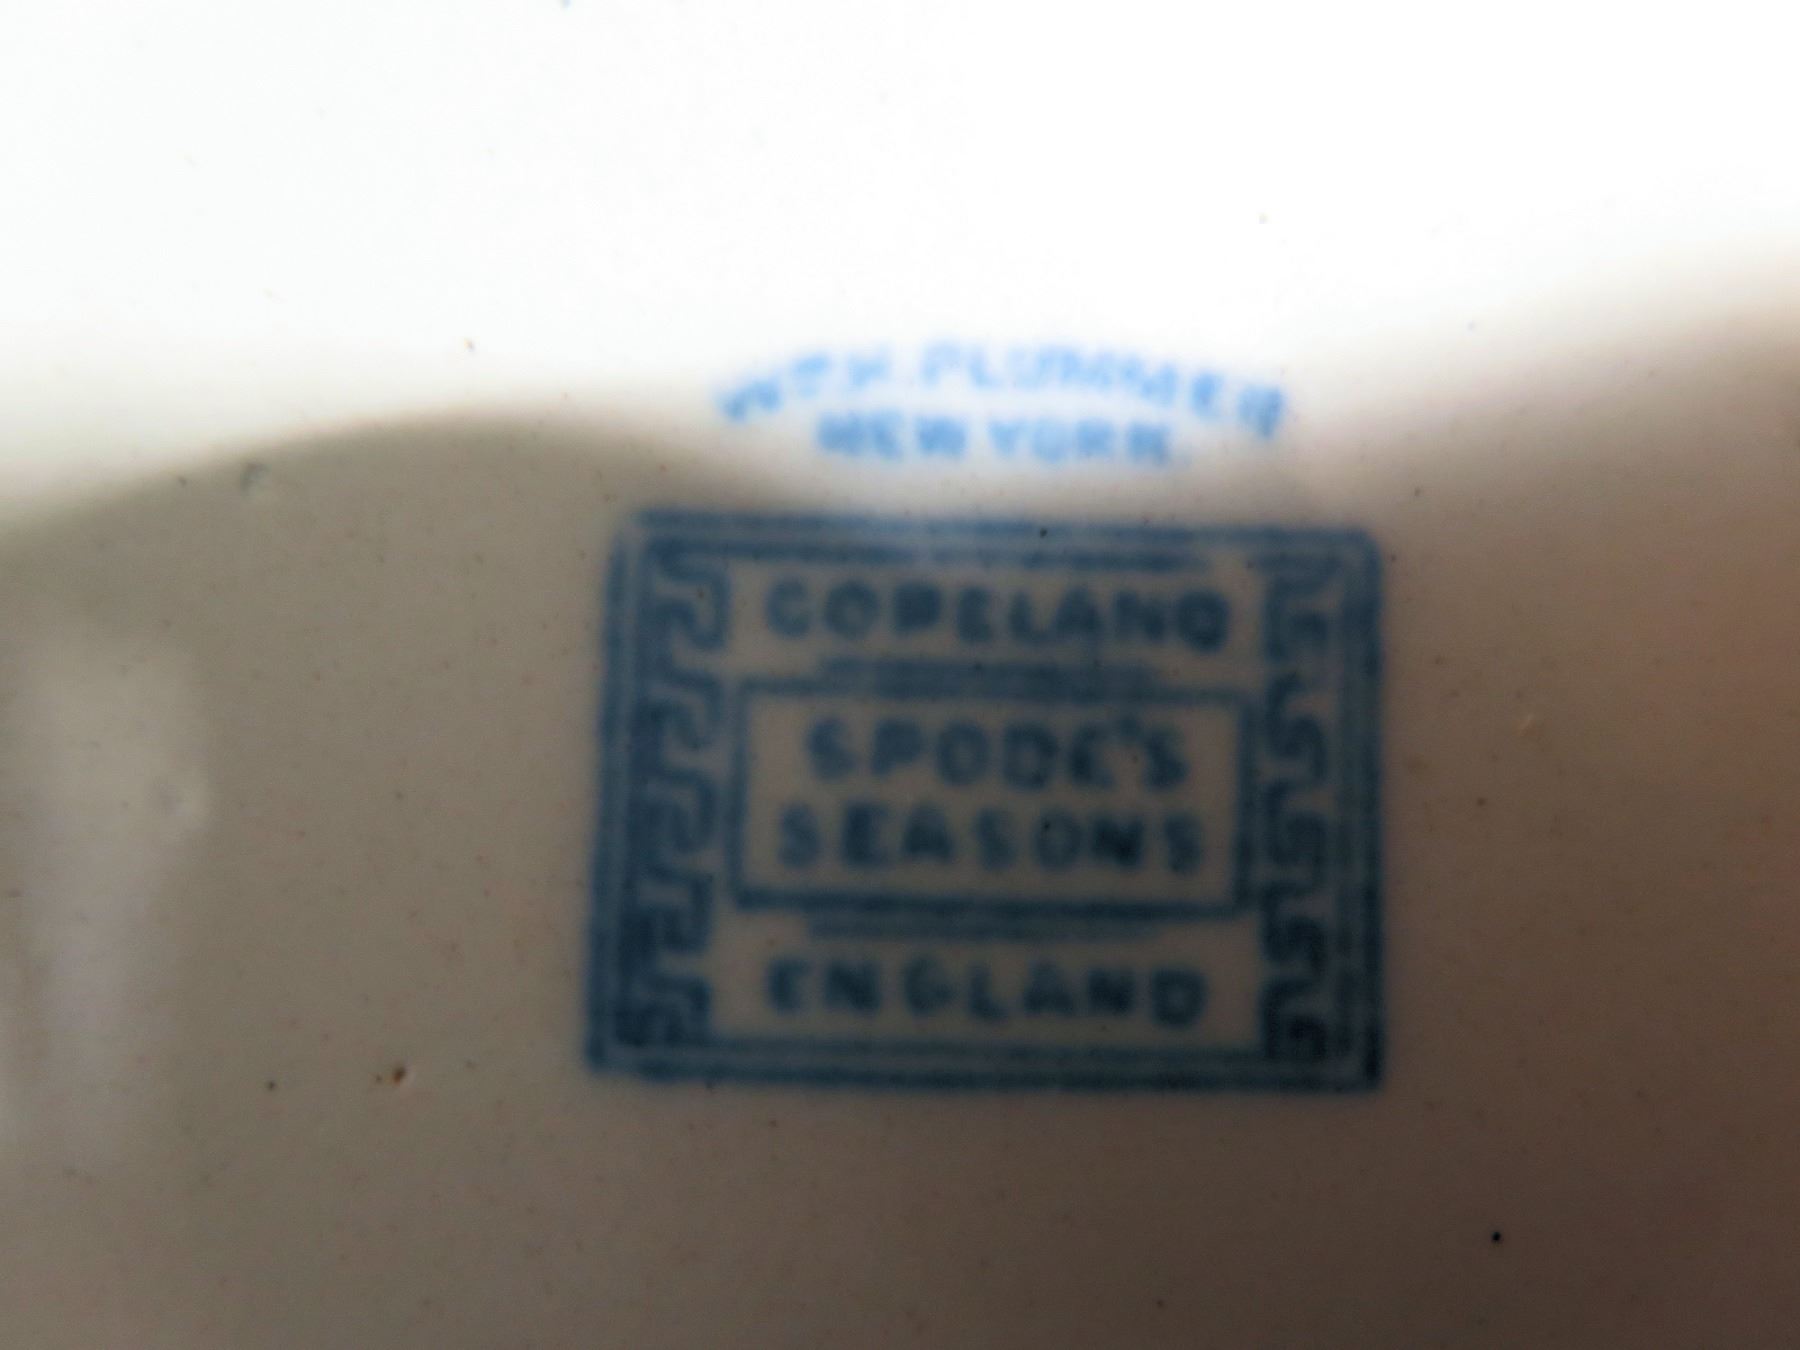 WM H. PLUMMER
NEW YORK.
COPELAND
SPODE'S
SEASONS
ENGLAND